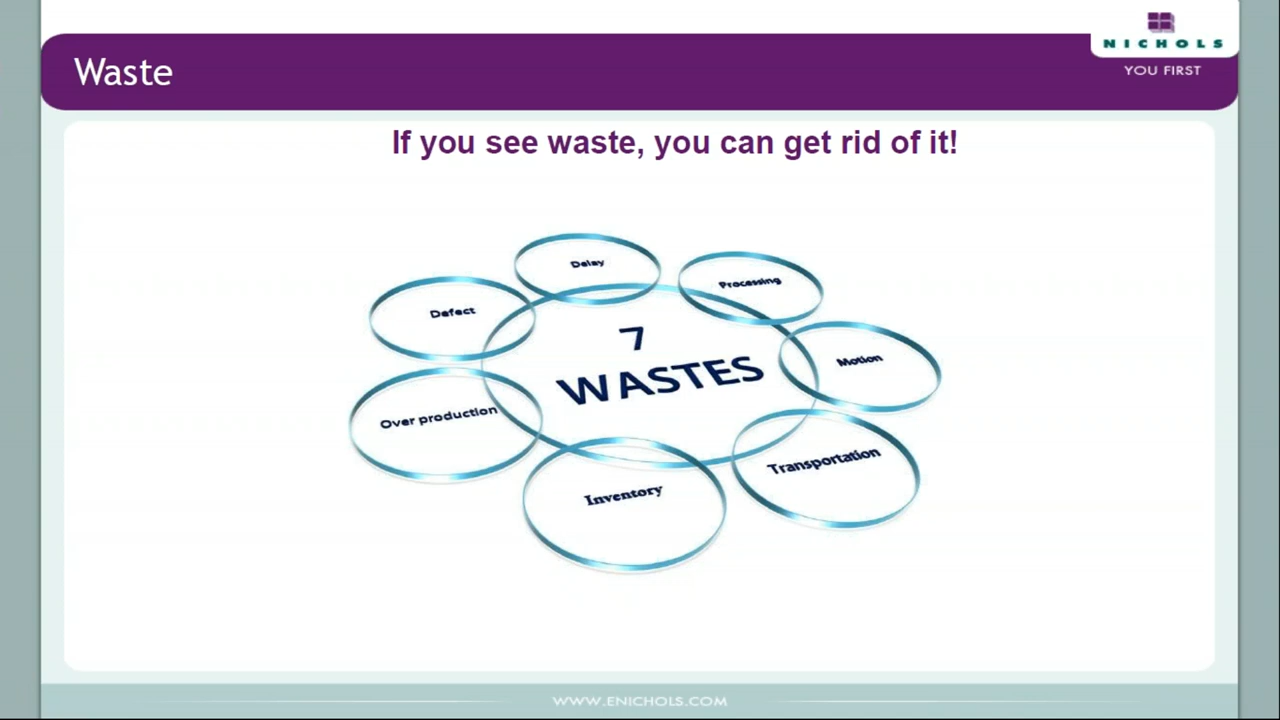 NICHOLS
YOU FIRST
Waste
If you see waste, you can get rid of it!
Delay
Processing
Defect
7
WASTES
Motion
Over production
Transportation
Inventory
WWW.ENICHOLS.COM